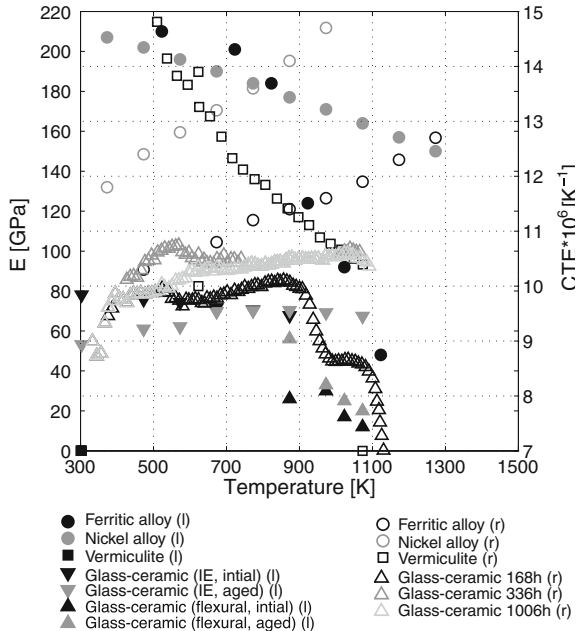 220
200
180
160
140
120
100
80
60
40
20
0
E [GPa]
15
14
13
12
11
10
9
8
7
CTE*10⁶[K⁻¹]
300 500 700 900 1100 1300 1500
Temperature [K]
Ferritic alloy (l)
Nickel alloy (l)
Vermiculite (l)
Glass-ceramic (IE, intial) (l)
Glass-ceramic (IE, aged) (l)
Glass-ceramic (flexural, intial) (l)
Glass-ceramic (flexural, aged) (l)
Ferritic alloy (r)
Nickel alloy (r)
Vermiculite (r)
Glass-ceramic 168h (r)
Glass-ceramic 336h (r)
Glass-ceramic 1006h (r)